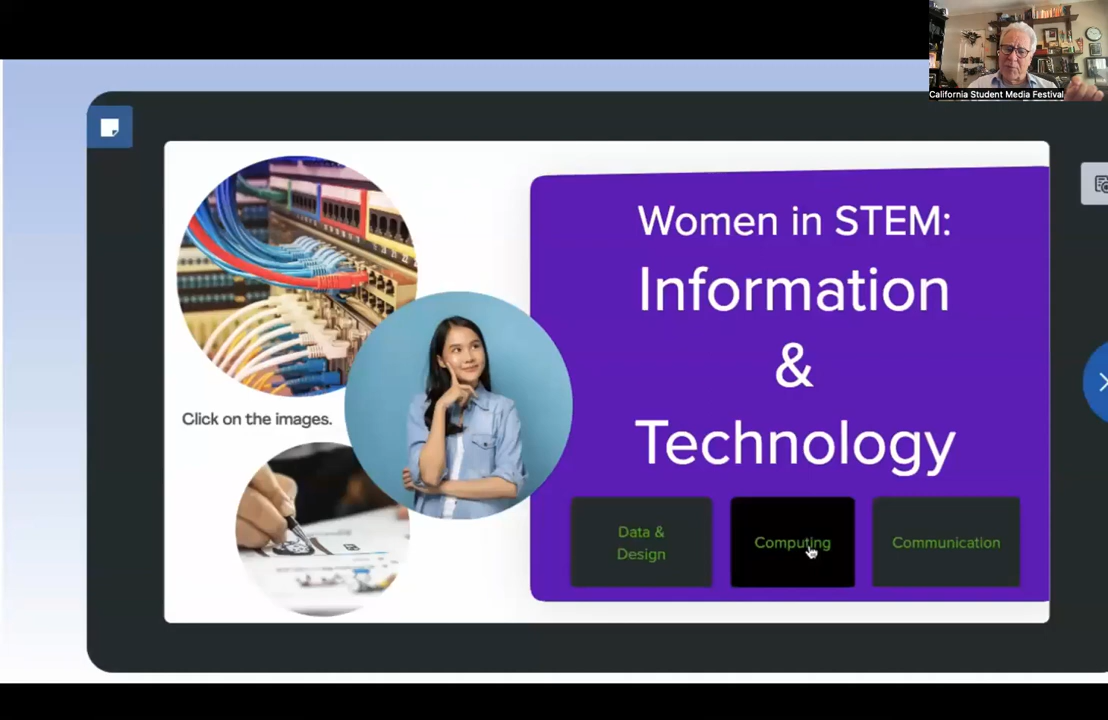 California Student Media Festival
Women in STEM:
Information
&
Technology
Click on the images.
Data &
Design
Computing
Communication